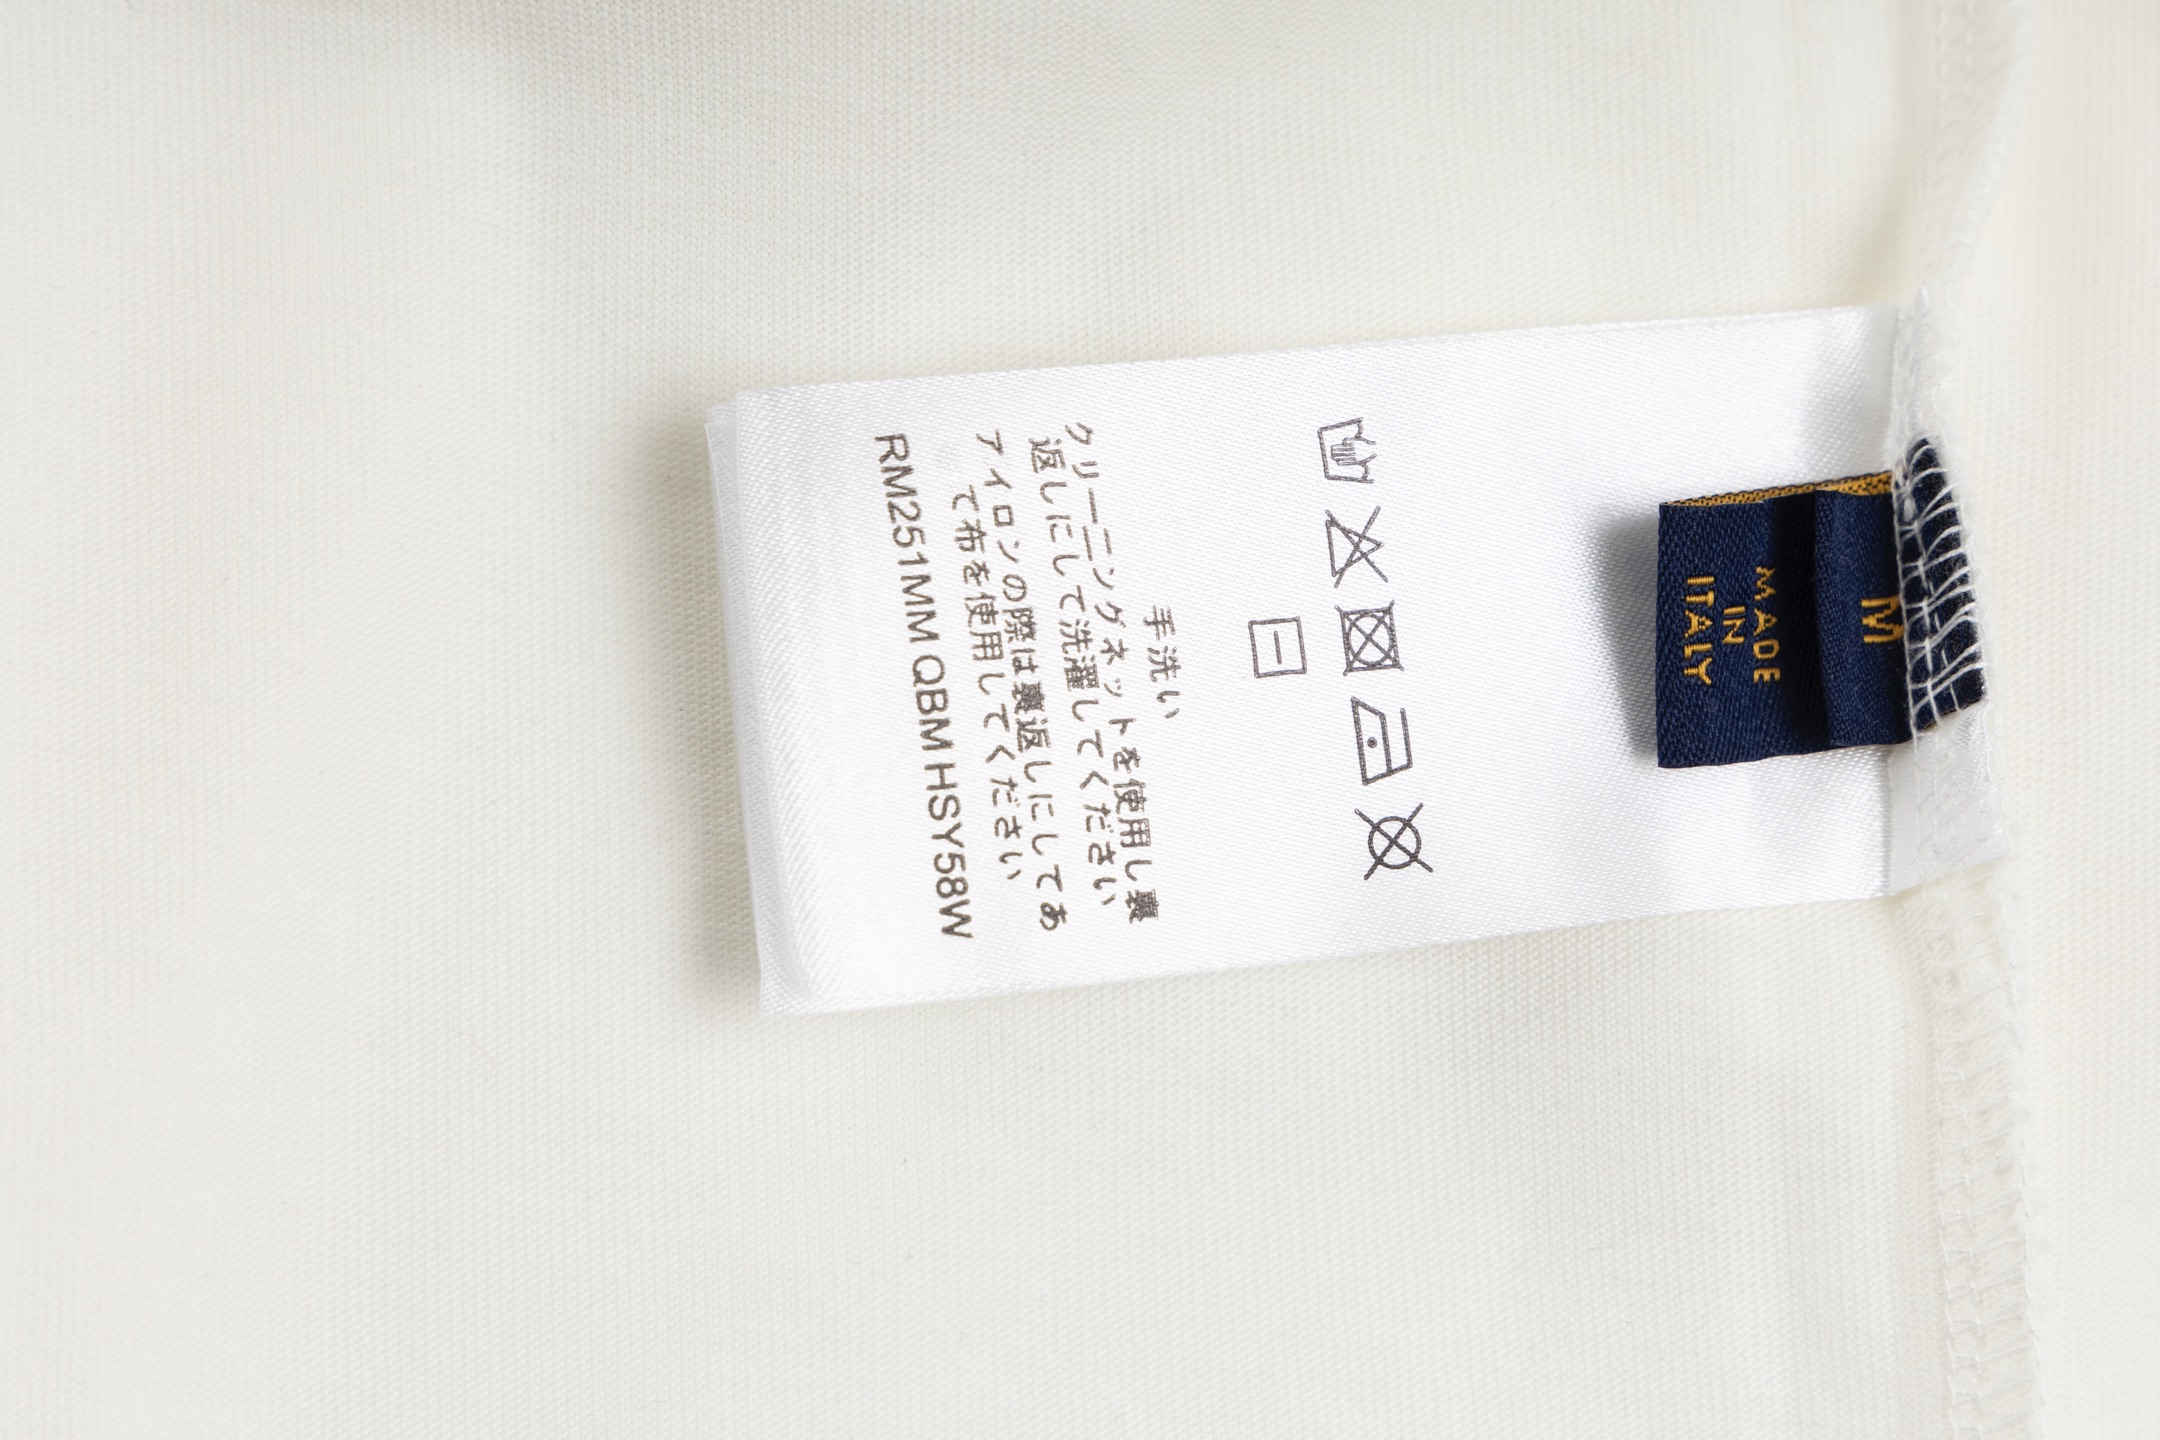 M
MADE
IN
ITALY
手洗い
クリーニングネットを使用し裏
返しにして洗濯してください
アイロンの際は裏返しにしてあ
て布を使用してください
RM251MM QBM HSY58W